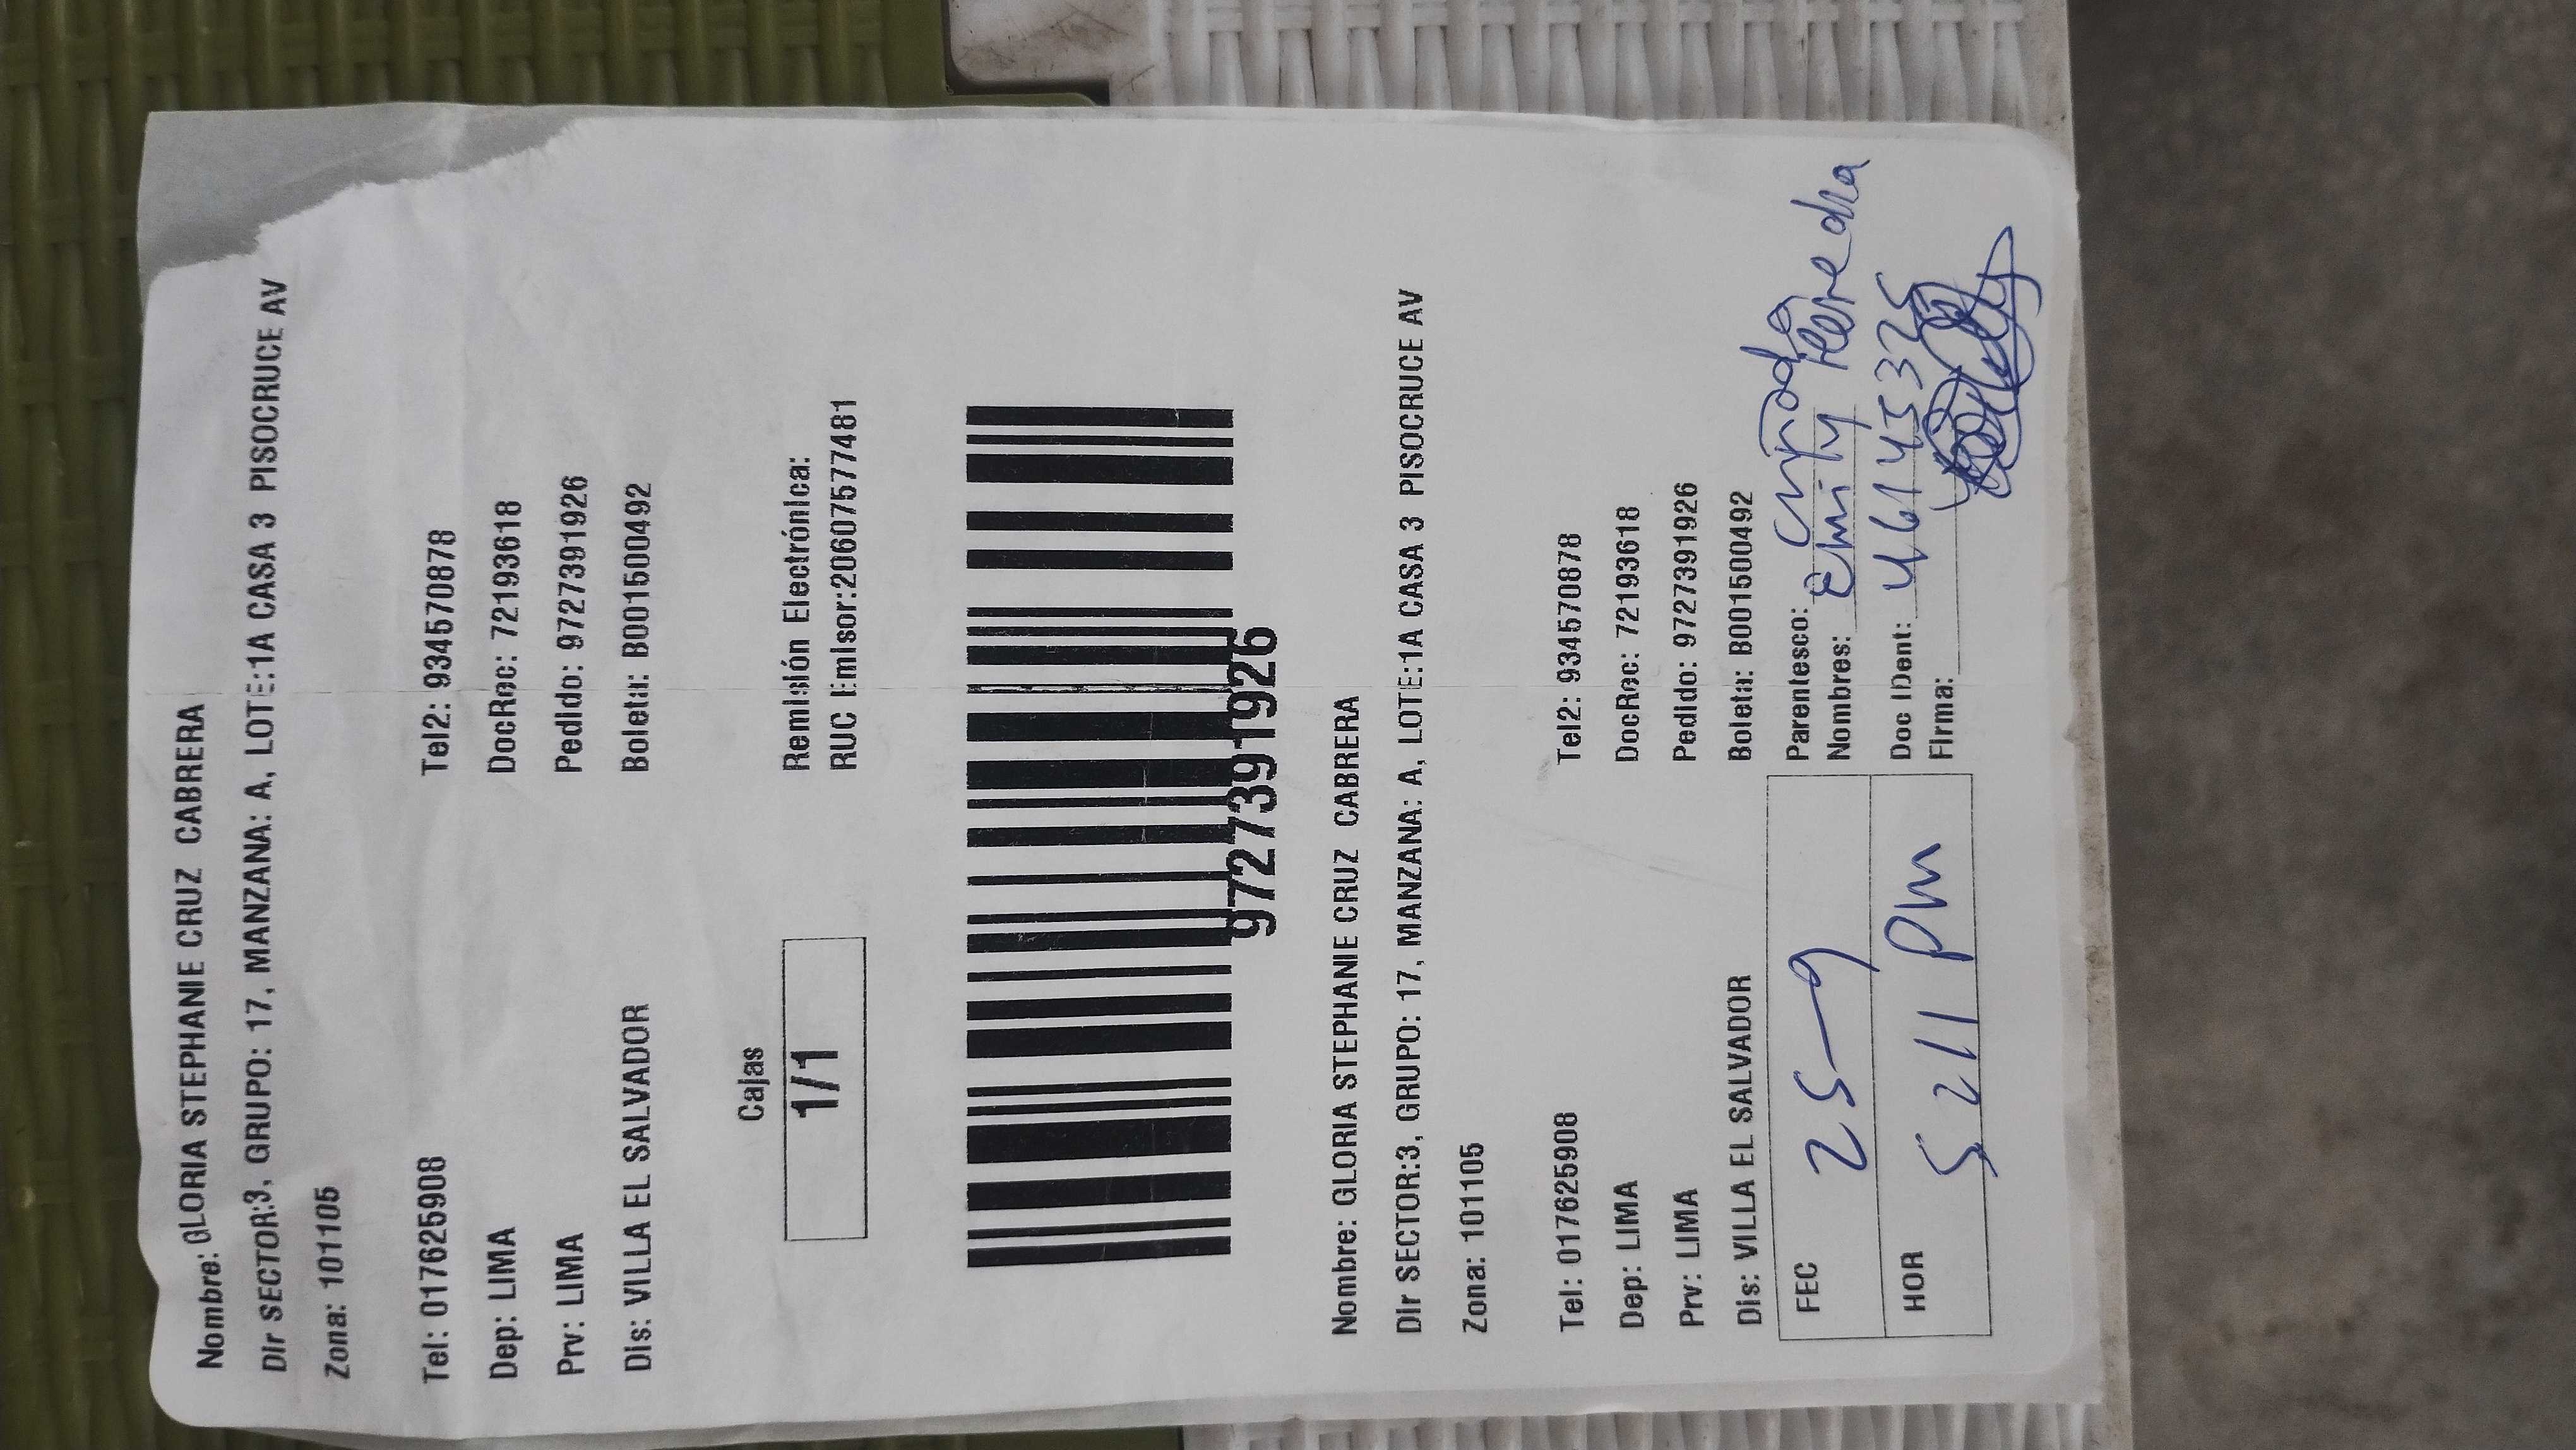 Nombre: GLORIA STEPHANIE CRUZ CABRERA
Dir SECTOR:3, GRUPO: 17, MANZANA: A, LOTE:1A CASA 3 PISOCRUCE AV
Zona: 101105
Tel: 017625908 Tel2: 934570878
Dep: LIMA DocRec: 72193618
Prv: LIMA Pedido: 9727391926
Dis: VILLA EL SALVADOR Boleta: B001500492
Cajas Remisión Electrónica:
1/1 RUC Emisor:20607577481
9727391926
Nombre: GLORIA STEPHANIE CRUZ CABRERA
Dir SECTOR:3, GRUPO: 17, MANZANA: A, LOTE:1A CASA 3 PISOCRUCE AV
Zona: 101105
Tel: 017625908 Tel2: 934570878
Dep: LIMA DocRec: 72193618
Prv: LIMA Pedido: 9727391926
Dis: VILLA EL SALVADOR Boleta: B001500492
FEC 25-9 Parentesco:
Nombres: Emily
HOR 5 211 Pm Doc IDent:
Firma: